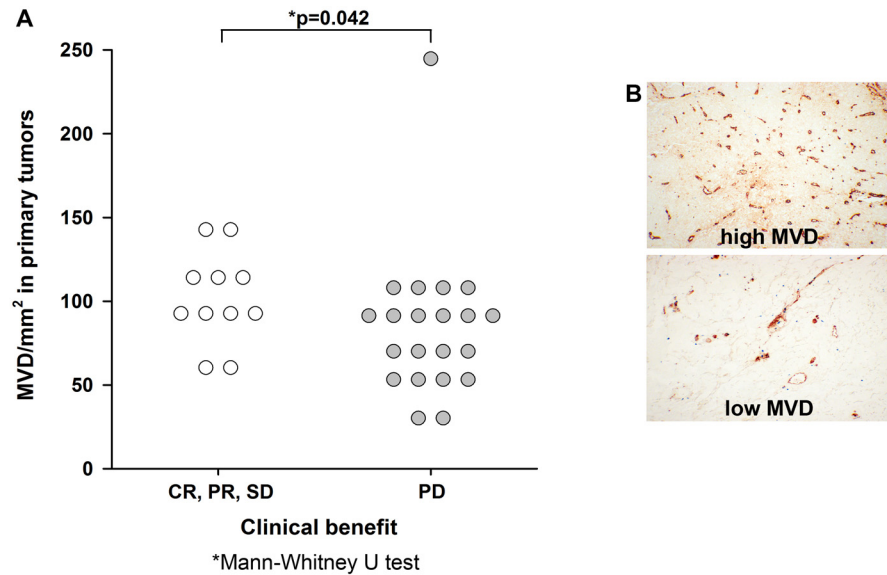 A
*p=0.042
250
200
150
100
50
0
MVD/mm² in primary tumors
CR, PR, SD
PD
Clinical benefit
*Mann-Whitney U test
B
high MVD
low MVD